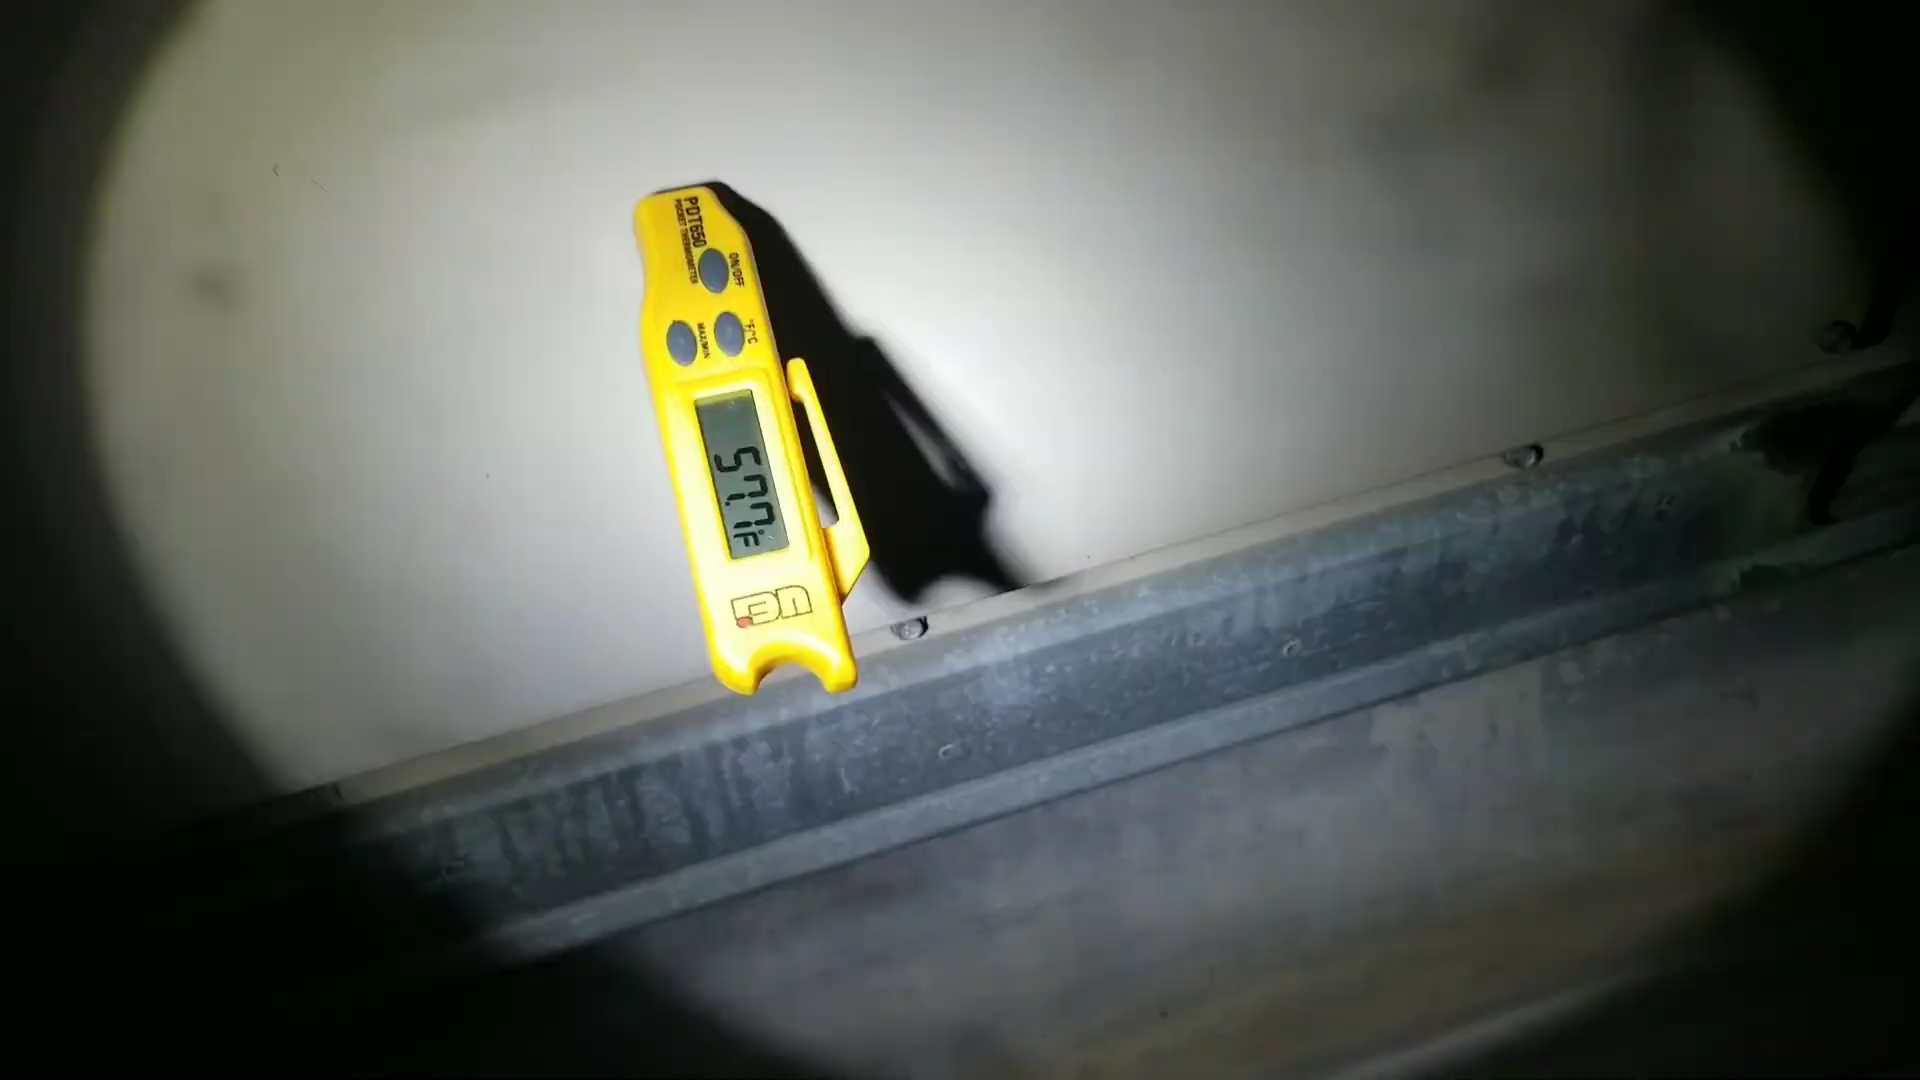 PDT650
POCKET THERMOMETER
ON/OFF
°F/°C
MAX/MIN
57.7°F
UEi